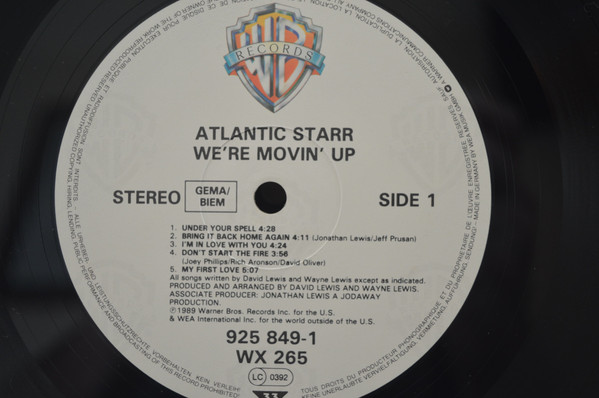 WB
RECORDS
ATLANTIC STARR
WE'RE MOVIN' UP
STEREO
GEMA/
BIEM
SIDE 1
1. UNDER YOUR SPELL 4:28
2. BRING IT BACK HOME AGAIN 4:11 (Jonathan Lewis/Jeff Prusan)
3. I'M IN LOVE WITH YOU 4:24
4. DON'T START THE FIRE 3:56
(Joey Phillips/Rich Aronson/David Oliver)
5. MY FIRST LOVE 5:07
All songs written by David Lewis and Wayne Lewis except as indicated.
PRODUCED AND ARRANGED BY DAVID LEWIS AND WAYNE LEWIS.
ASSOCIATE PRODUCER: JONATHAN LEWIS A JODAWAY
PRODUCTION.
℗1989 Warner Bros. Records Inc. for the U.S.
& WEA International Inc. for the world outside of the U.S.
925 849-1
WX 265
LC 0392
33